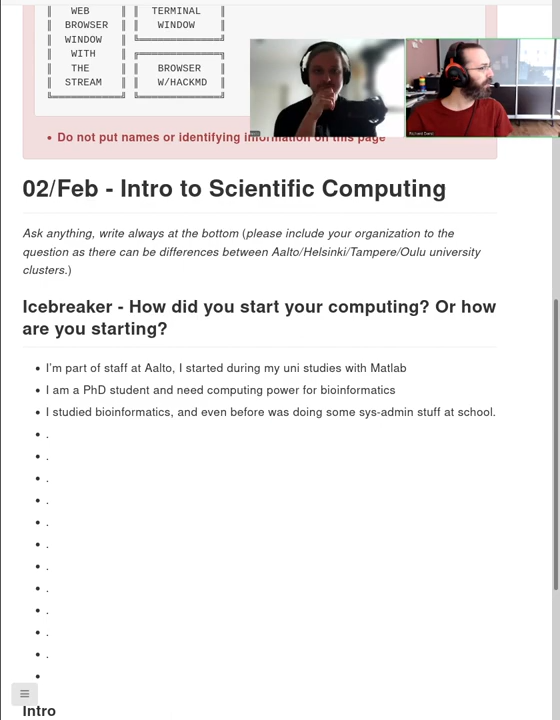 WEB TERMINAL
BROWSER WINDOW
WINDOW
WITH
THE BROWSER
STREAM W/HACKMD
Do not put names or identifying information on this page
02/Feb - Intro to Scientific Computing
Ask anything, write always at the bottom (please include your organization to the
question as there can be differences between Aalto/Helsinki/Tampere/Oulu university
clusters.)
Icebreaker - How did you start your computing? Or how
are you starting?
I'm part of staff at Aalto, I started during my uni studies with Matlab
I am a PhD student and need computing power for bioinformatics
I studied bioinformatics, and even before was doing some sys-admin stuff at school.
.
.
.
.
.
.
.
.
.
.
.
Intro